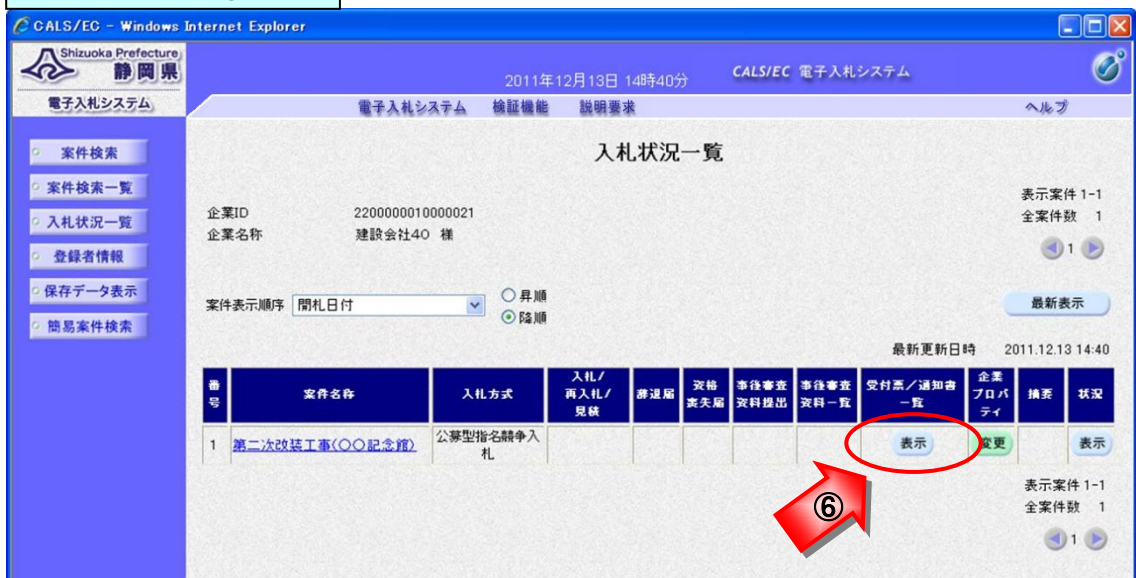 CALS/EC - Windows Internet Explorer
Shizuoka Prefecture
静岡県
電子入札システム
2011年12月13日 14時40分
CALS/EC 電子入札システム
電子入札システム 検証機能 説明要求 ヘルプ
案件検索
案件検索一覧
入札状況一覧
登録者情報
保存データ表示
簡易案件検索
入札状況一覧
表示案件 1-1
全案件数 1
1
企業ID 2200000010000021
企業名称 建設会社40 様
案件表示順序 開札日付
昇順
降順
最新表示
最新更新日時 2011.12.13 14:40
番号 案件名称 入札方式 入札/再入札/見積 辞退届 資格喪失届 事後審査資料提出 事後審査資料一覧 受付票/通知書一覧 企業プロパティ 摘要 状況
1 第二次改装工事(〇〇記念館) 公募型指名競争入札 表示 変更 表示
⑥
表示案件 1-1
全案件数 1
1